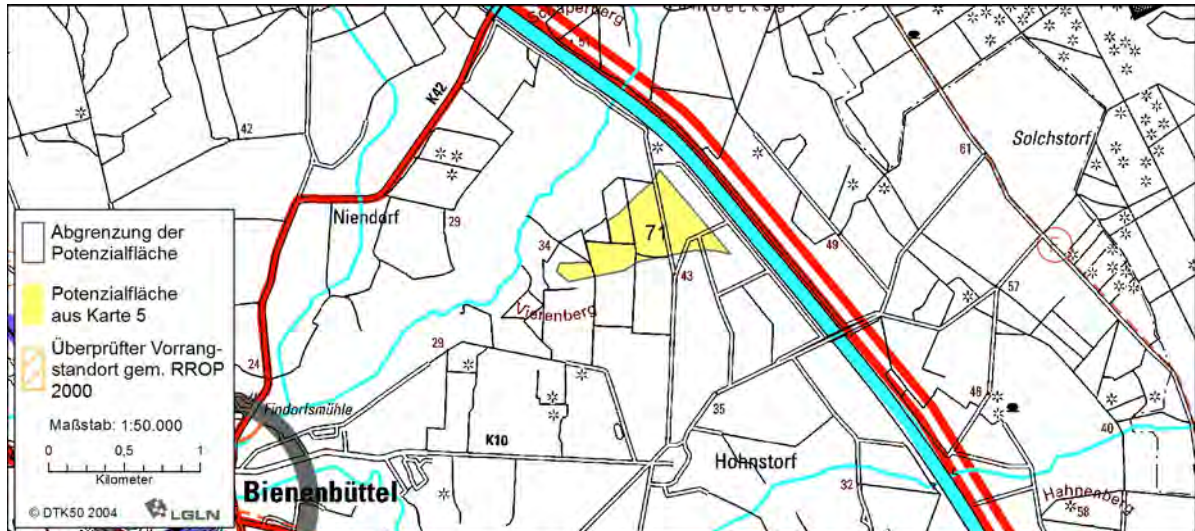 Schaperberg
51
K42
42
61
Solchstorf
Niendorf
29
71
34
43
49
57
Vierenberg
29
24
Findorfsmühle
46
35
K10
40
Hohnstorf
32
Bienenbüttel
Hahnenberg
58
Abgrenzung der
Potenzialfläche
Potenzialfläche
aus Karte 5
Überprüfter Vorrang-
standort gem. RROP
2000
Maßstab: 1:50.000
0 0,5 1
Kilometer
© DTK50 2004 LGLN